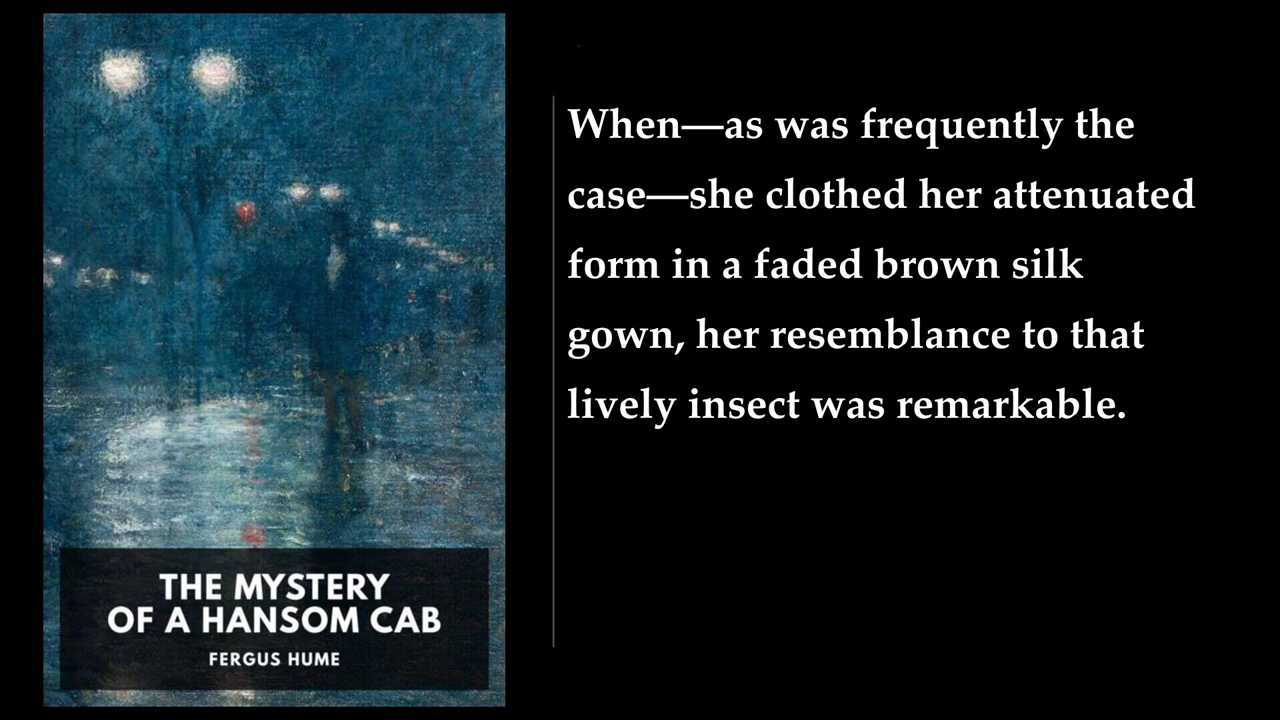 When—as was frequently the
case—she clothed her attenuated
form in a faded brown silk
gown, her resemblance to that
lively insect was remarkable.
THE MYSTERY
OF A HANSOM CAB
FERGUS HUME